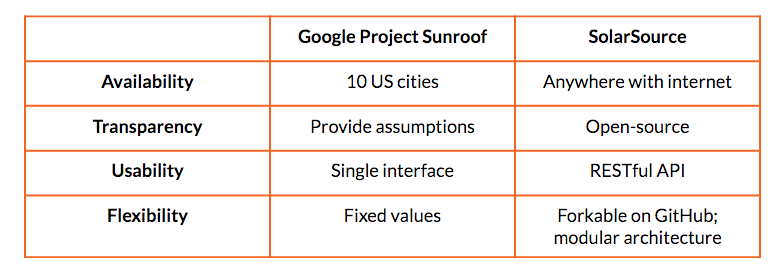 Google Project Sunroof SolarSource
Availability 10 US cities Anywhere with internet
Transparency Provide assumptions Open-source
Usability Single interface RESTful API
Flexibility Fixed values Forkable on GitHub;
modular architecture